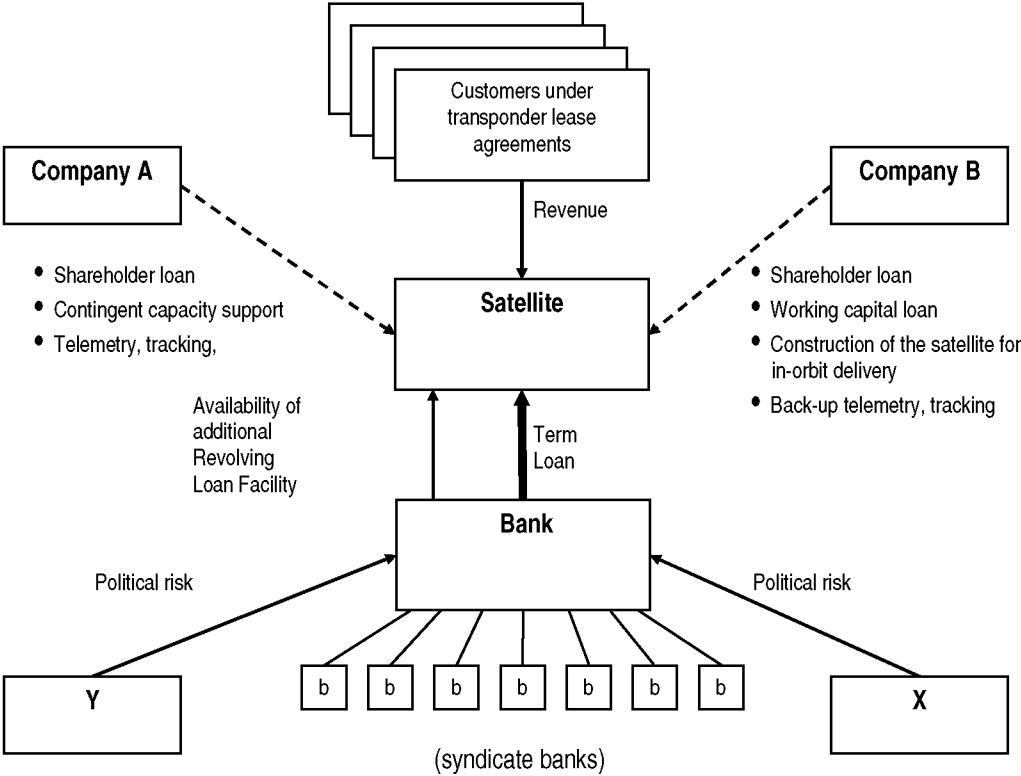 Customers under
transponder lease
agreements
Company A
Company B
Revenue
• Shareholder loan
• Contingent capacity support
• Telemetry, tracking,
Satellite
• Shareholder loan
• Working capital loan
• Construction of the satellite for
in-orbit delivery
• Back-up telemetry, tracking
Availability of
additional
Revolving
Loan Facility
Term
Loan
Bank
Political risk
Political risk
Y
b b b b b b b
X
(syndicate banks)